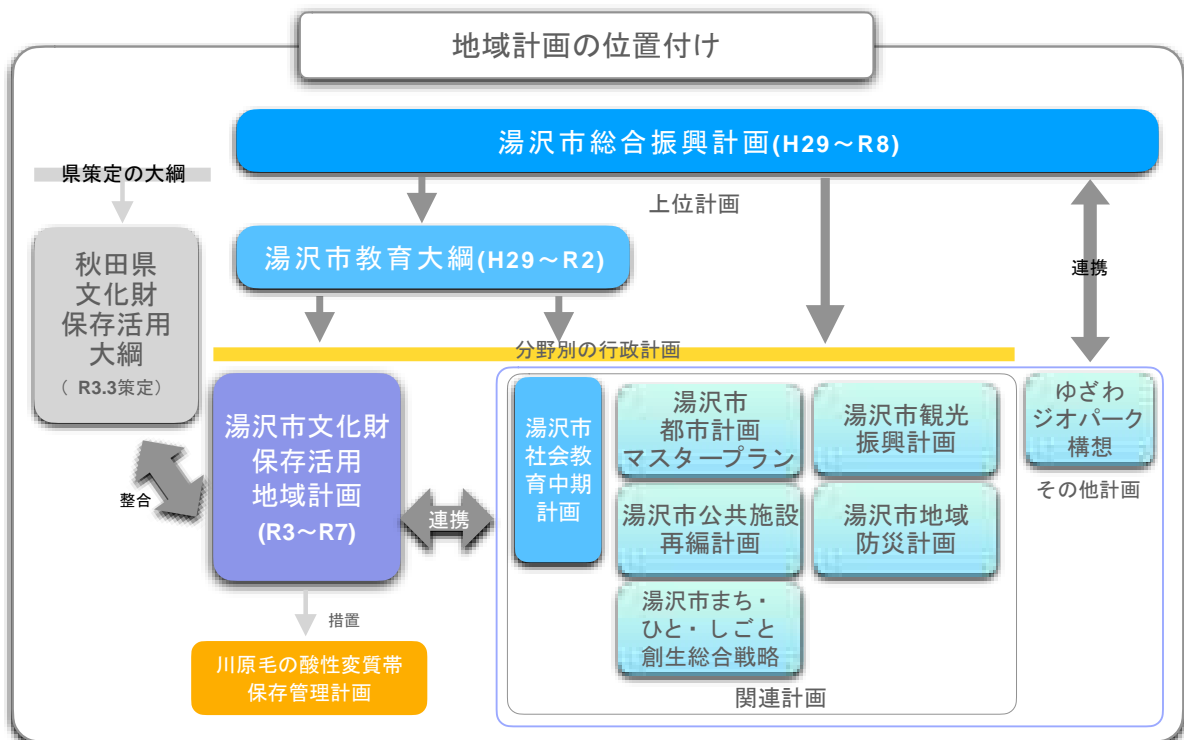 地域計画の位置付け
湯沢市総合振興計画(H29～R8)
県策定の大綱
上位計画
秋田県
文化財
保存活用
大綱
（ R3.3策定）
湯沢市教育大綱(H29～R2)
連携
分野別の行政計画
湯沢市文化財
保存活用
地域計画
(R3～R7)
整合
連携
湯沢市
社会教
育中期
計画
湯沢市
都市計画
マスタープラン
湯沢市観光
振興計画
ゆざわ
ジオパーク
構想
その他計画
湯沢市公共施設
再編計画
湯沢市地域
防災計画
湯沢市まち・
ひと・しごと
創生総合戦略
関連計画
措置
川原毛の酸性変質帯
保存管理計画